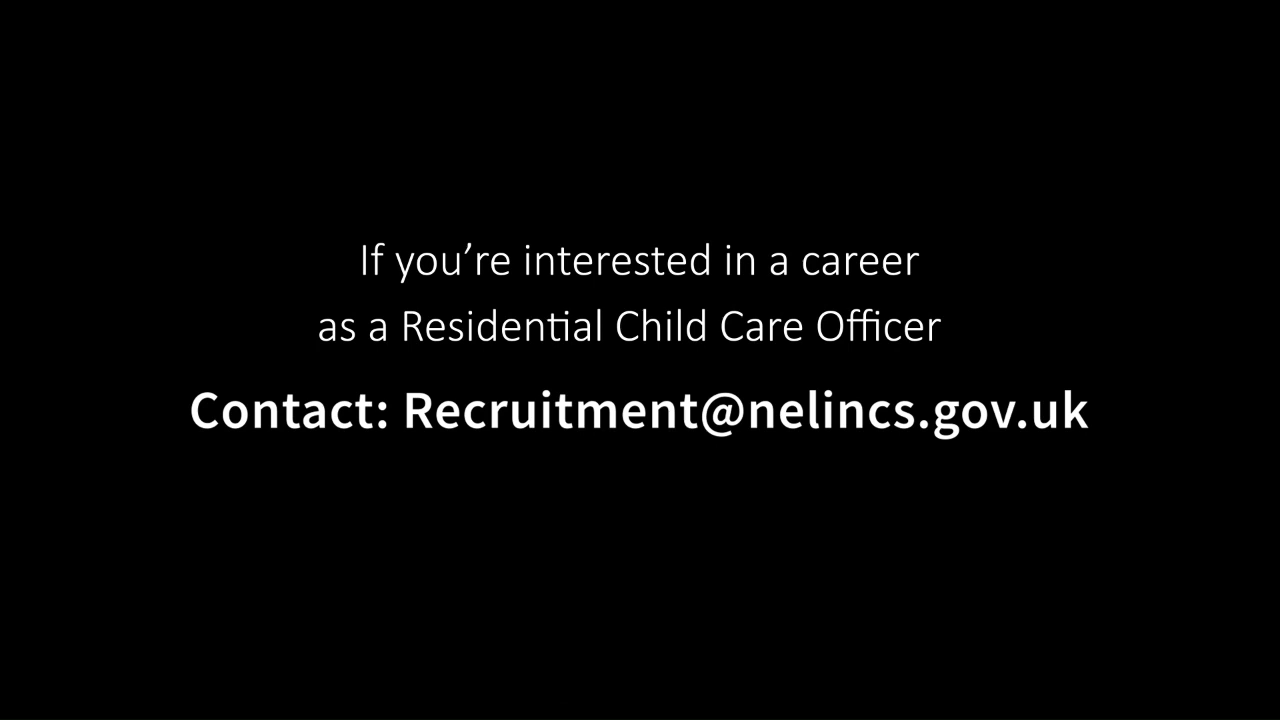 If you’re interested in a career
as a Residential Child Care Officer
Contact: Recruitment@nelincs.gov.uk